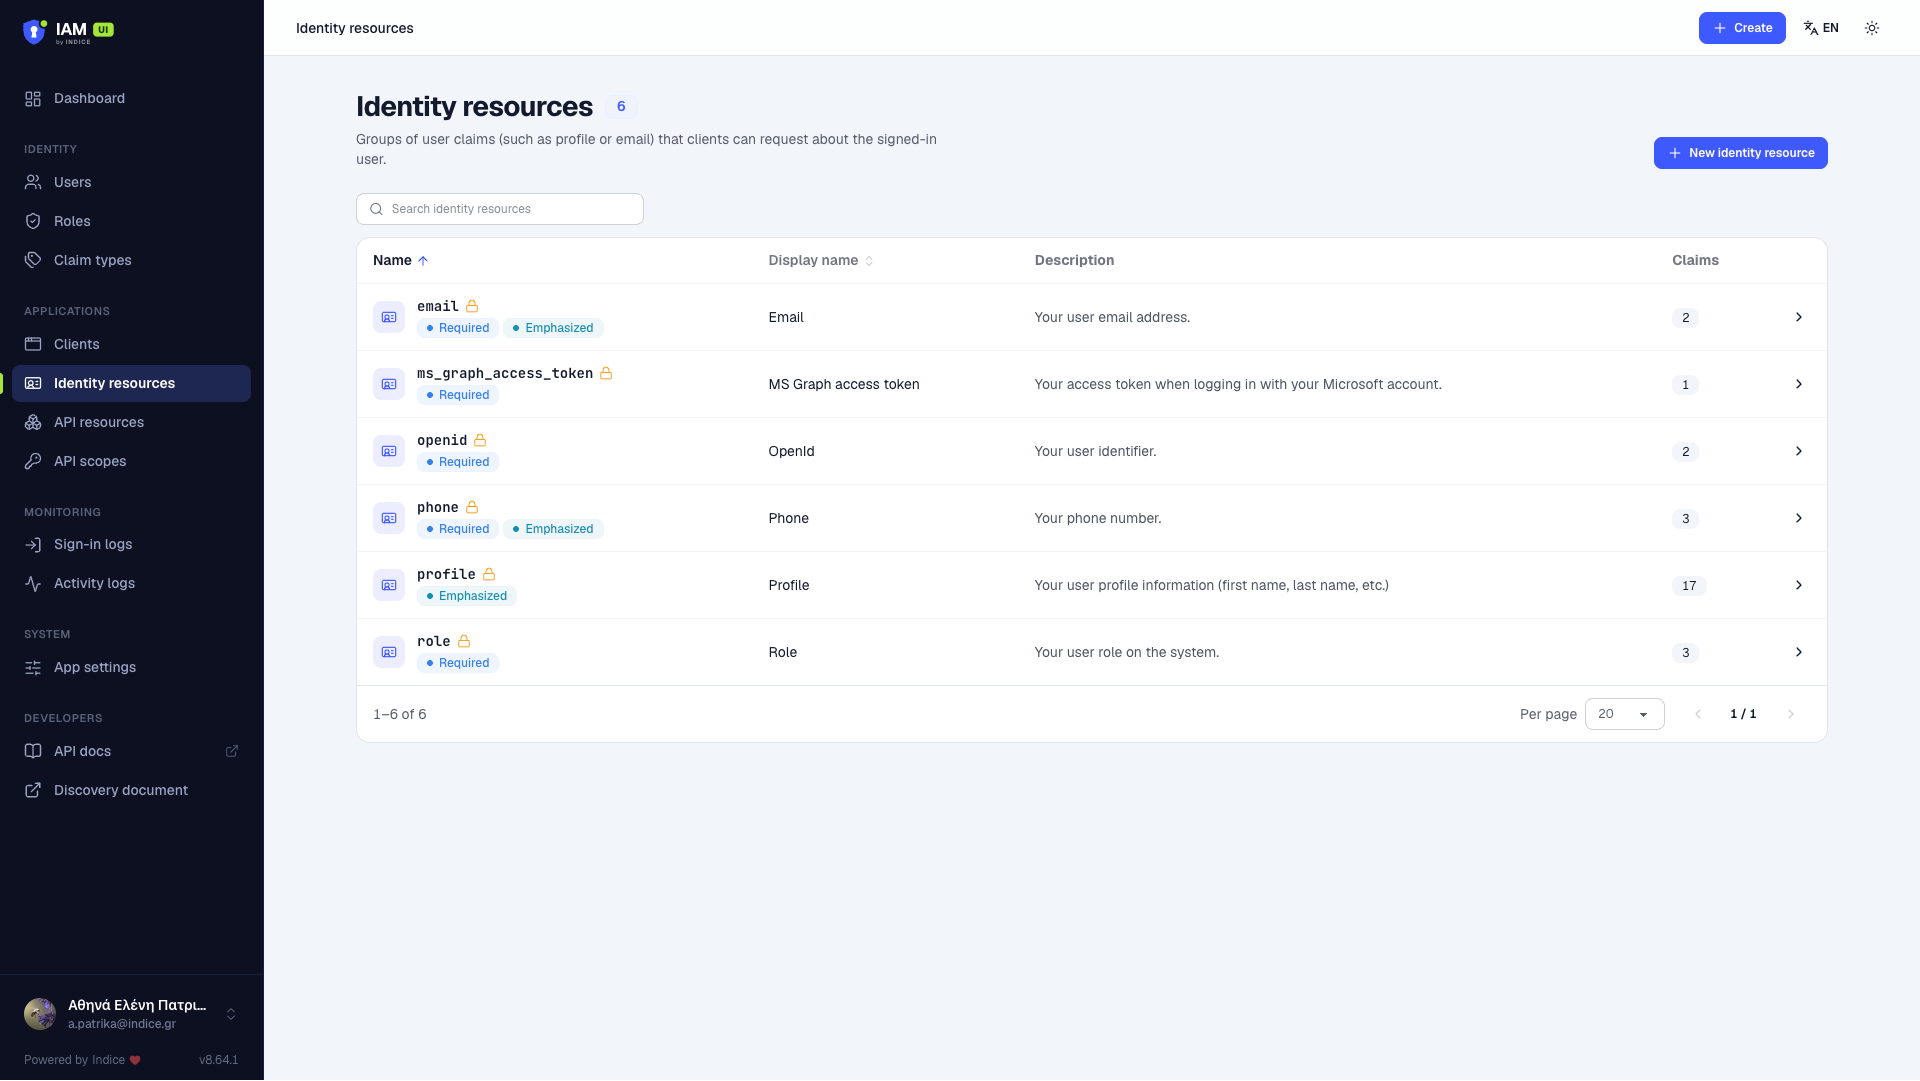 IAM UI
by INDICE
Dashboard
IDENTITY
Users
Roles
Claim types
APPLICATIONS
Clients
Identity resources
API resources
API scopes
MONITORING
Sign-in logs
Activity logs
SYSTEM
App settings
DEVELOPERS
API docs
Discovery document
Αθηνά Ελένη Πατρι...
a.patrika@indice.gr
Powered by Indice
v8.64.1
Identity resources
Create
EN
Identity resources 6
Groups of user claims (such as profile or email) that clients can request about the signed-in
user.
New identity resource
Search identity resources
Name Display name Description Claims
email
Required Emphasized
Email
Your user email address.
2
ms_graph_access_token
Required
MS Graph access token
Your access token when logging in with your Microsoft account.
1
openid
Required
OpenId
Your user identifier.
2
phone
Required Emphasized
Phone
Your phone number.
3
profile
Emphasized
Profile
Your user profile information (first name, last name, etc.)
17
role
Required
Role
Your user role on the system.
3
1–6 of 6
Per page 20
1 / 1